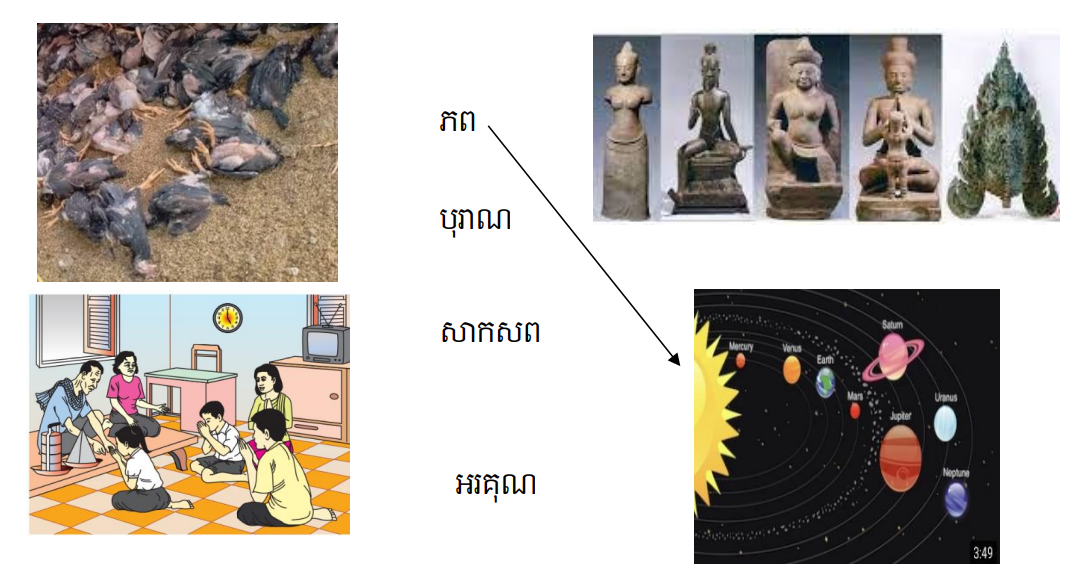 ភព
បុរាណ
សាកសព
អរគុណ
Mercury
Venus
Earth
Mars
Saturn
Jupiter
Uranus
Neptune
3:49